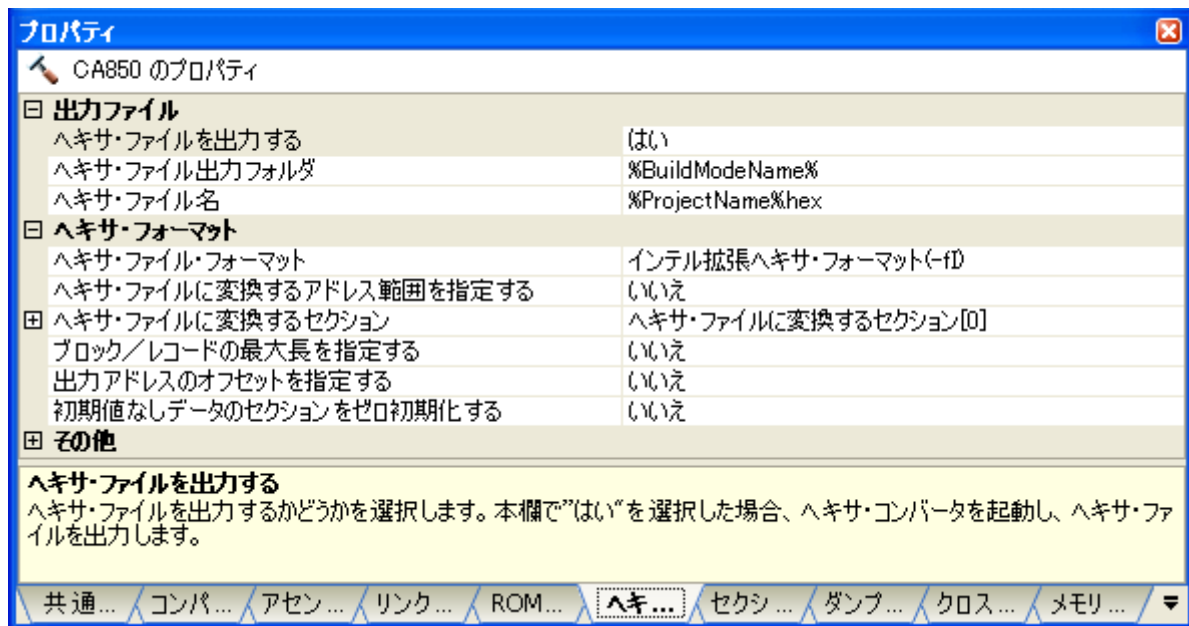 プロパティ
CA850 のプロパティ
出力ファイル
ヘキサ・ファイルを出力する はい
ヘキサ・ファイル出力フォルダ %BuildModeName%
ヘキサ・ファイル名 %ProjectName%hex
ヘキサ・フォーマット
ヘキサ・ファイル・フォーマット インテル拡張ヘキサ・フォーマット(-fI)
ヘキサ・ファイルに変換するアドレス範囲を指定する いいえ
ヘキサ・ファイルに変換するセクション ヘキサ・ファイルに変換するセクション[0]
ブロック/レコードの最大長を指定する いいえ
出力アドレスのオフセットを指定する いいえ
初期値なしデータのセクションをゼロ初期化する いいえ
その他
ヘキサ・ファイルを出力する
ヘキサ・ファイルを出力するかどうかを選択します。本欄で"はい"を選択した場合、ヘキサ・コンバータを起動し、ヘキサ・ファ
イルを出力します。
共通... コンパ... アセン... リンク... ROM... ヘキ... セクシ... ダンプ... クロス... メモリ...